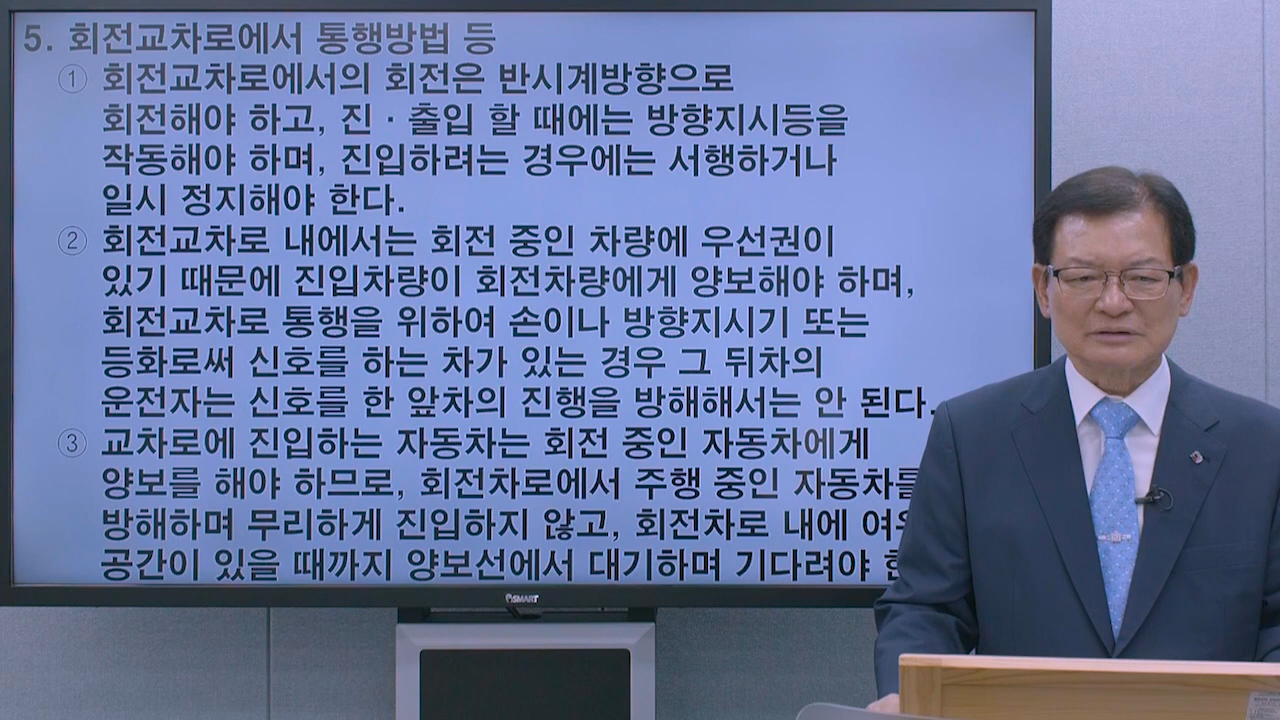 5. 회전교차로에서 통행방법 등
① 회전교차로에서의 회전은 반시계방향으로
회전해야 하고, 진 · 출입 할 때에는 방향지시등을
작동해야 하며, 진입하려는 경우에는 서행하거나
일시 정지해야 한다.
② 회전교차로 내에서는 회전 중인 차량에 우선권이
있기 때문에 진입차량이 회전차량에게 양보해야 하며,
회전교차로 통행을 위하여 손이나 방향지시기 또는
등화로써 신호를 하는 차가 있는 경우 그 뒤차의
운전자는 신호를 한 앞차의 진행을 방해해서는 안 된다.
③ 교차로에 진입하는 자동차는 회전 중인 자동차에게
양보를 해야 하므로, 회전차로에서 주행 중인 자동차를
방해하며 무리하게 진입하지 않고, 회전차로 내에
공간이 있을 때까지 양보선에서 대기하며 기다려야
SMART